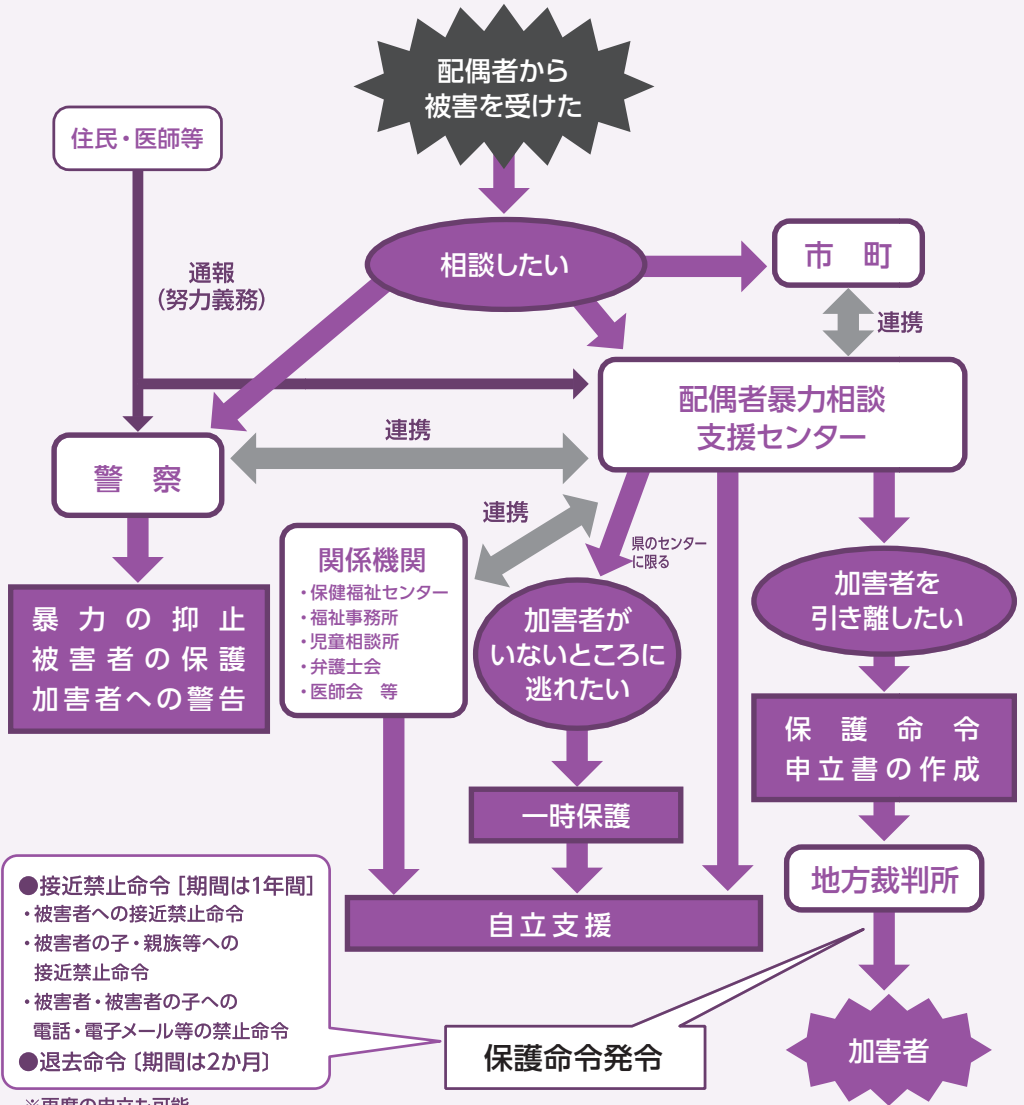 配偶者から
被害を受けた
住民・医師等
相談したい
市　町
通報
（努力義務）
連携
配偶者暴力相談
支援センター
連携
警　察
連携
県のセンター
に限る
関係機関
・保健福祉センター
・福祉事務所
・児童相談所
・弁護士会
・医師会　等
加害者が
いないところに
逃れたい
加害者を
引き離したい
暴力の抑止
被害者の保護
加害者への警告
保護命令
申立書の作成
一時保護
地方裁判所
自立支援
●接近禁止命令［期間は1年間］
・被害者への接近禁止命令
・被害者の子・親族等への
接近禁止命令
・被害者・被害者の子への
電話・電子メール等の禁止命令
●退去命令〔期間は2か月〕
保護命令発令
加害者
※再度の申立も可能